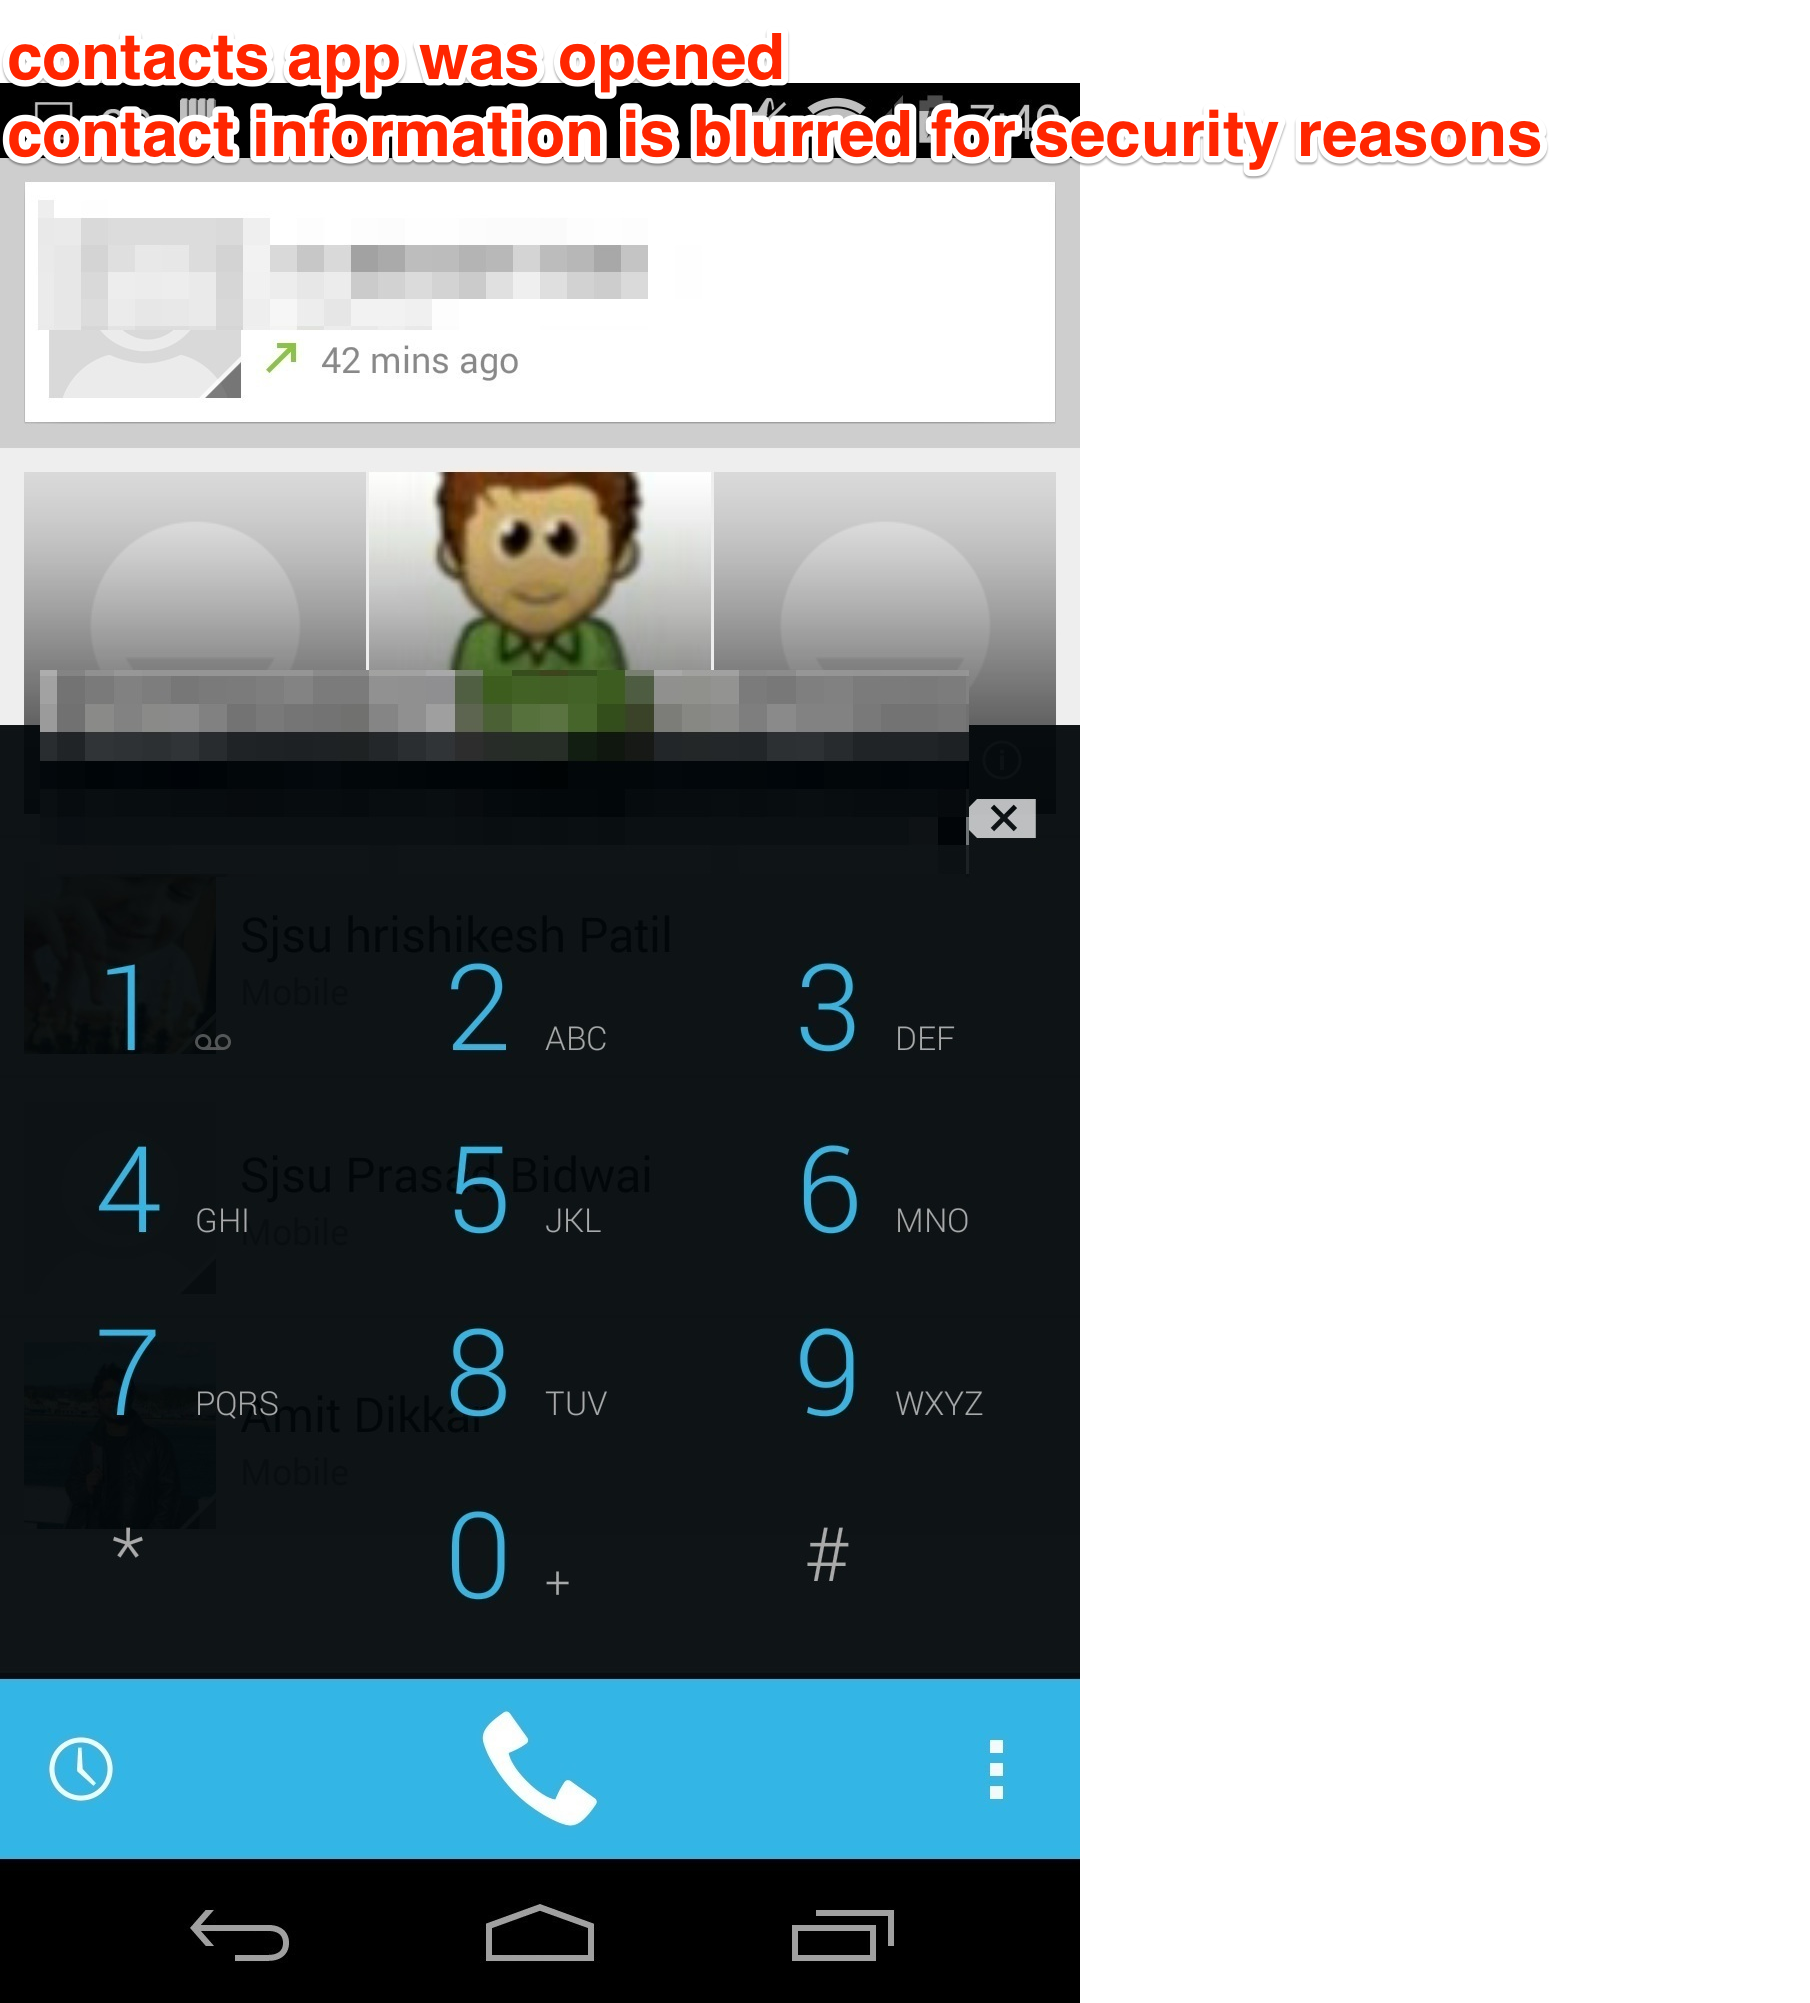 contacts app was opened
7:49
contact information is blurred for security reasons
42 mins ago
Sjsu hrishikesh Patil
Mobile
1
2 ABC
3 DEF
Sjsu Prasad Bidwai
Mobile
4 GHI
5 JKL
6 MNO
Amit Dikkar
Mobile
7 PQRS
8 TUV
9 WXYZ
*
0 +
#